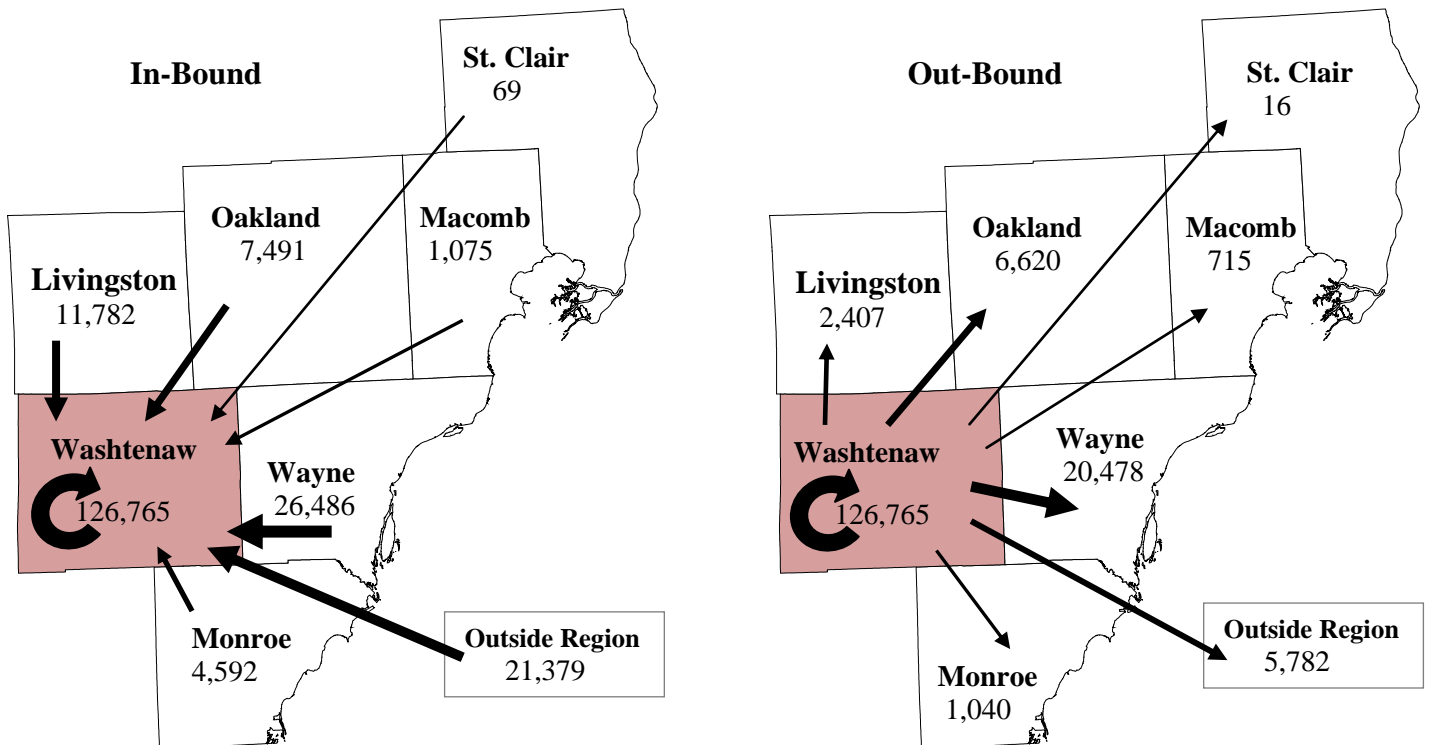 In-Bound
St. Clair
69
Oakland
7,491
Macomb
1,075
Livingston
11,782
Washtenaw
126,765
Wayne
26,486
Monroe
4,592
Outside Region
21,379
Out-Bound
St. Clair
16
Oakland
6,620
Macomb
715
Livingston
2,407
Washtenaw
126,765
Wayne
20,478
Monroe
1,040
Outside Region
5,782